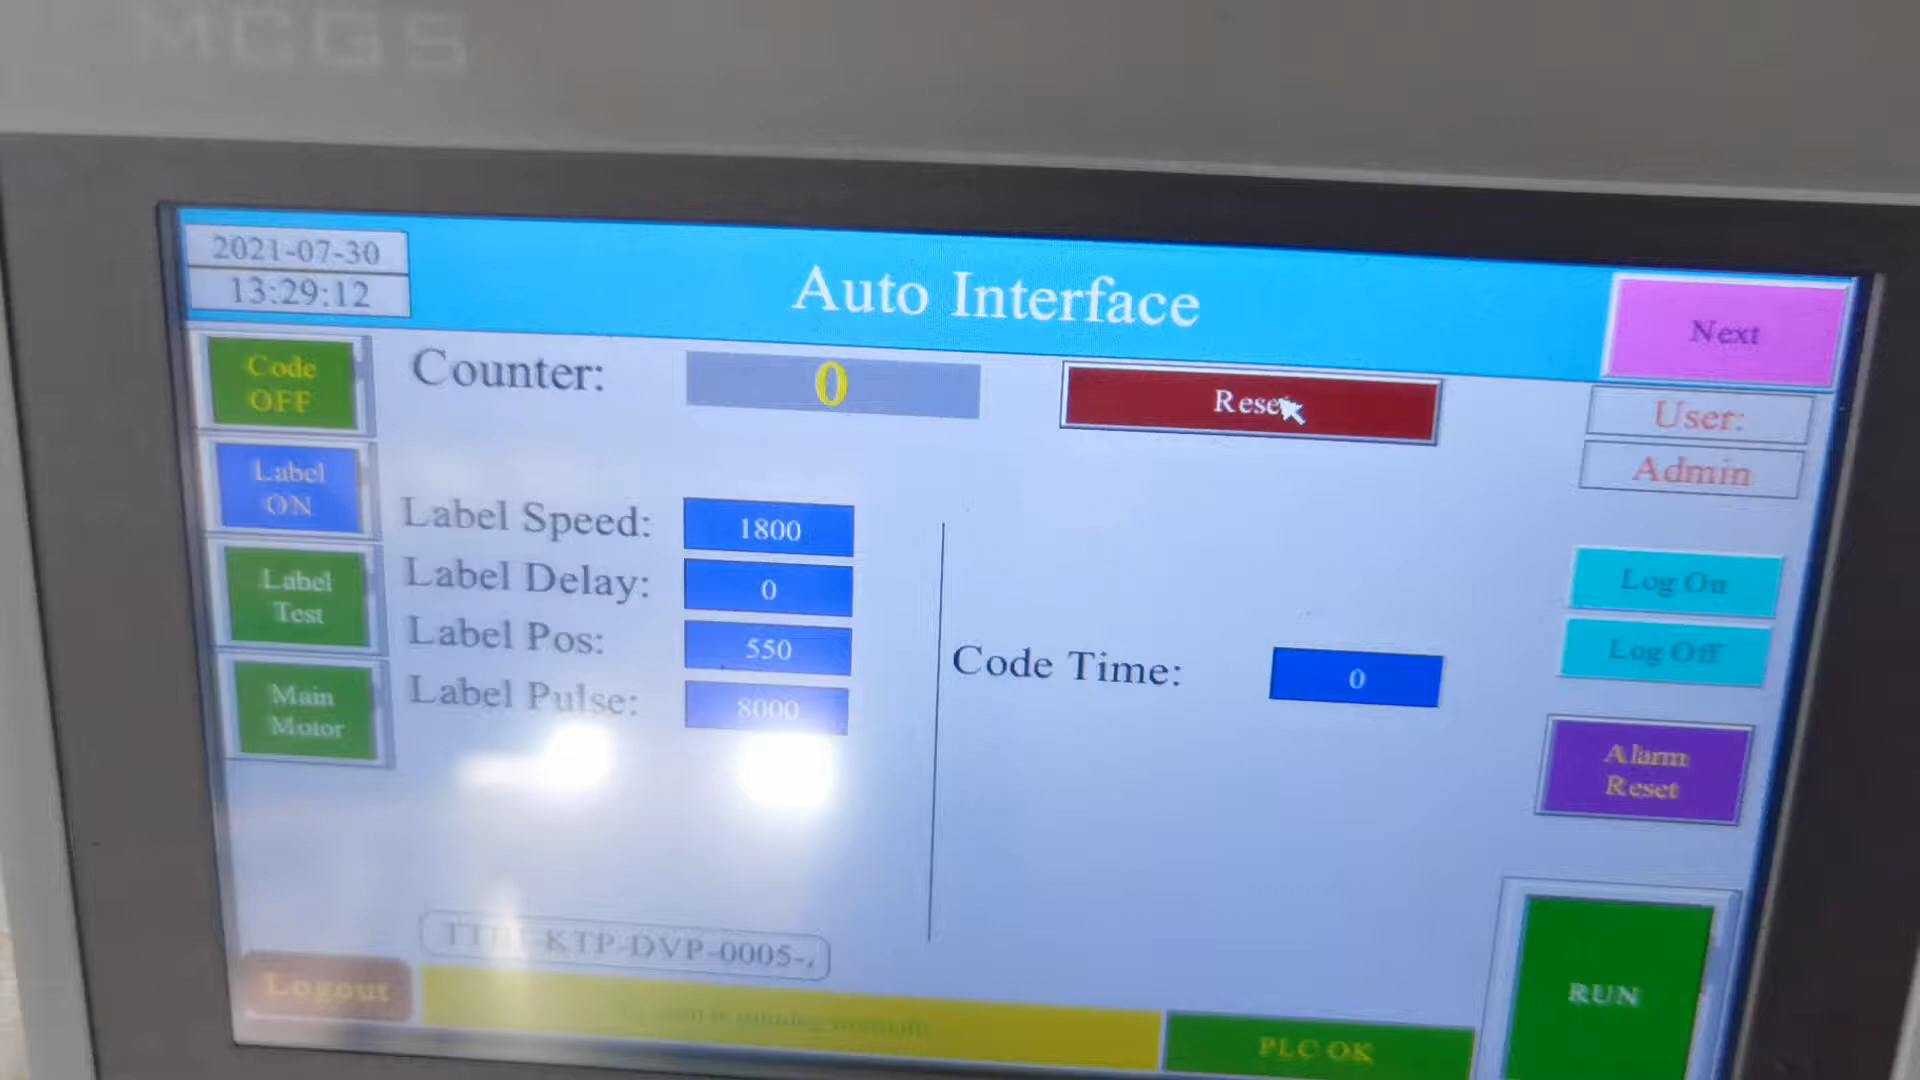 MCGS
2021-07-30
13:29:12
Auto Interface
Next
Code
OFF
Counter:
0
Reset
User:
Admin
Label
ON
Label Speed:
1800
Label Delay:
0
Label
Test
Label Pos:
550
Label Pulse:
8000
Code Time:
0
Log On
Log Off
Main
Motor
Alarm
Reset
-KTP-DVP-0005-
Logout
running normally
PLC OK
RUN